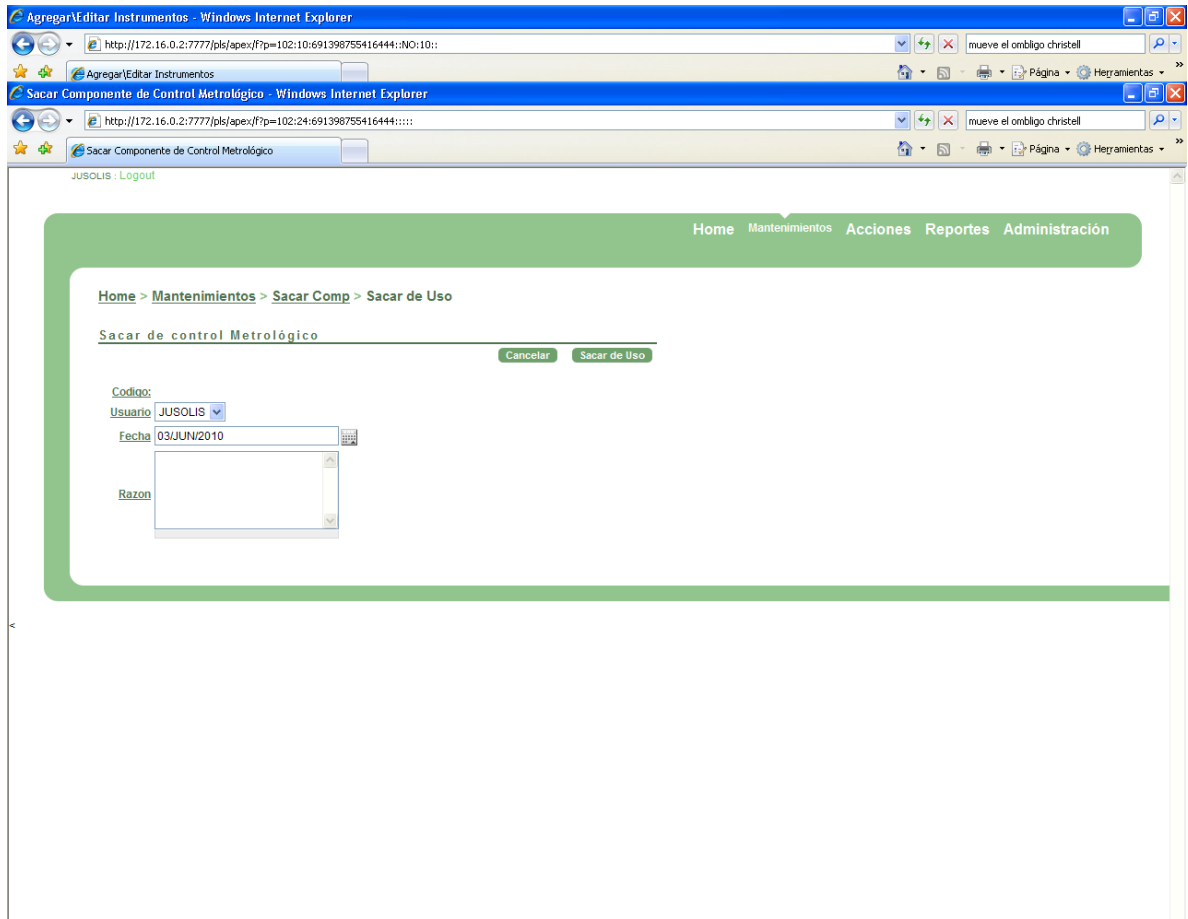 Agregar\Editar Instrumentos - Windows Internet Explorer
http://172.16.0.2:7777/pls/apex/f?p=102:10:691398755416444::NO:10::
mueve el ombligo christell
Agregar\Editar Instrumentos
Página
Herramientas
»
Sacar Componente de Control Metrológico - Windows Internet Explorer
http://172.16.0.2:7777/pls/apex/f?p=102:24:691398755416444:::::
mueve el ombligo christell
Sacar Componente de Control Metrológico
Página
Herramientas
»
JUSOLIS : Logout
Home Mantenimientos Acciones Reportes Administración
Home > Mantenimientos > Sacar Comp > Sacar de Uso
Sacar de control Metrológico
Cancelar Sacar de Uso
Codigo:
Usuario JUSOLIS
Fecha 03/JUN/2010
Razon
<